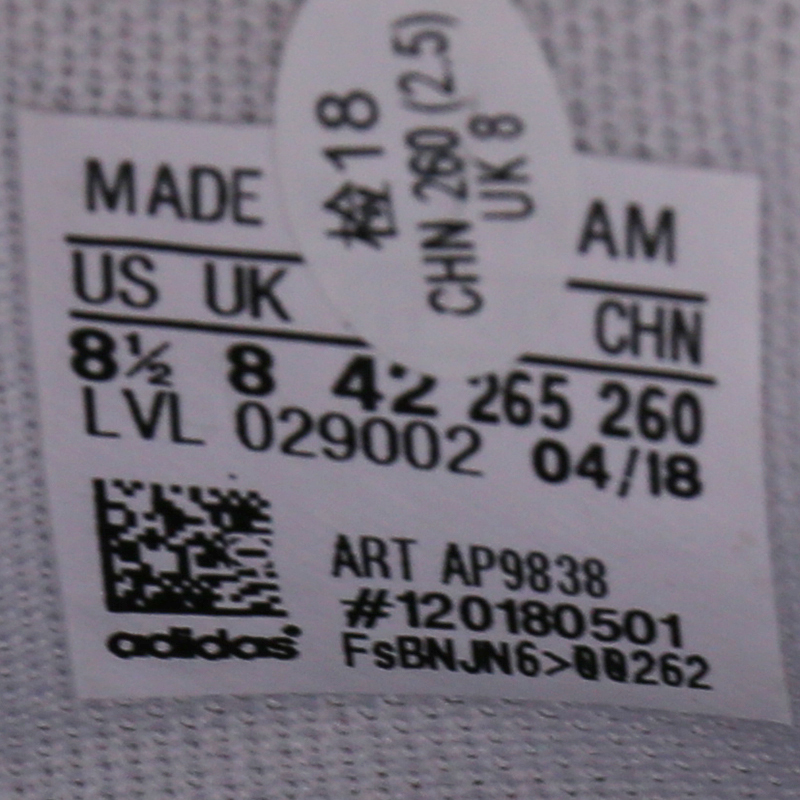 检18
CHN 260 (2.5)
UK 8
MADE AM
US UK CHN
8½ 8 42 265 260
LVL 029002 04/18
ART AP9838
#120180501
adidas FsBNJN6>00262